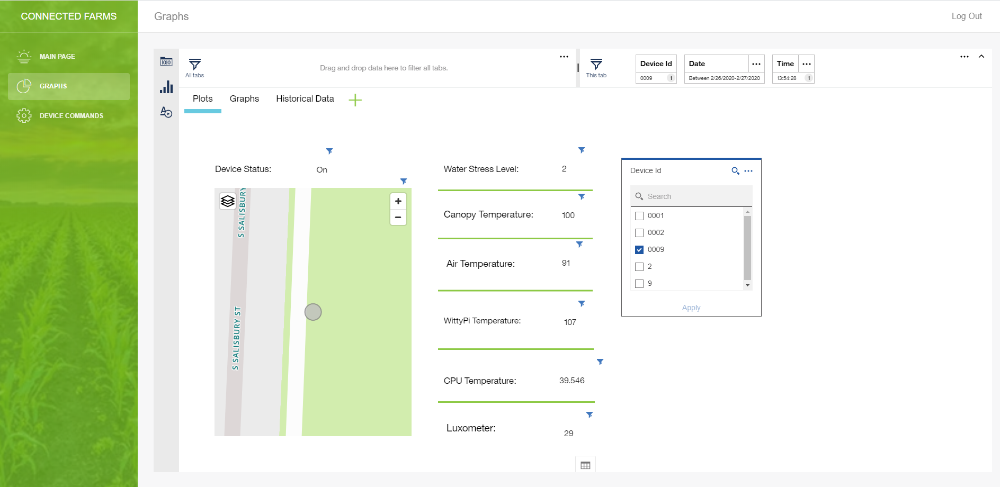 CONNECTED FARMS
MAIN PAGE
GRAPHS
DEVICE COMMANDS
Graphs
Log Out
All tabs
Drag and drop data here to filter all tabs.
This tab
Device Id
0009 1
Date
Between 2/26/2020-2/27/2020
Time
13:54:28 1
Plots Graphs Historical Data
Device Status: On
S SALISBURY
S SALISBURY ST
+
−
Water Stress Level: 2
Canopy Temperature: 100
Air Temperature: 91
WittyPi Temperature: 107
CPU Temperature: 39.546
Luxometer: 29
Device Id
Search
0001
0002
0009
2
9
Apply